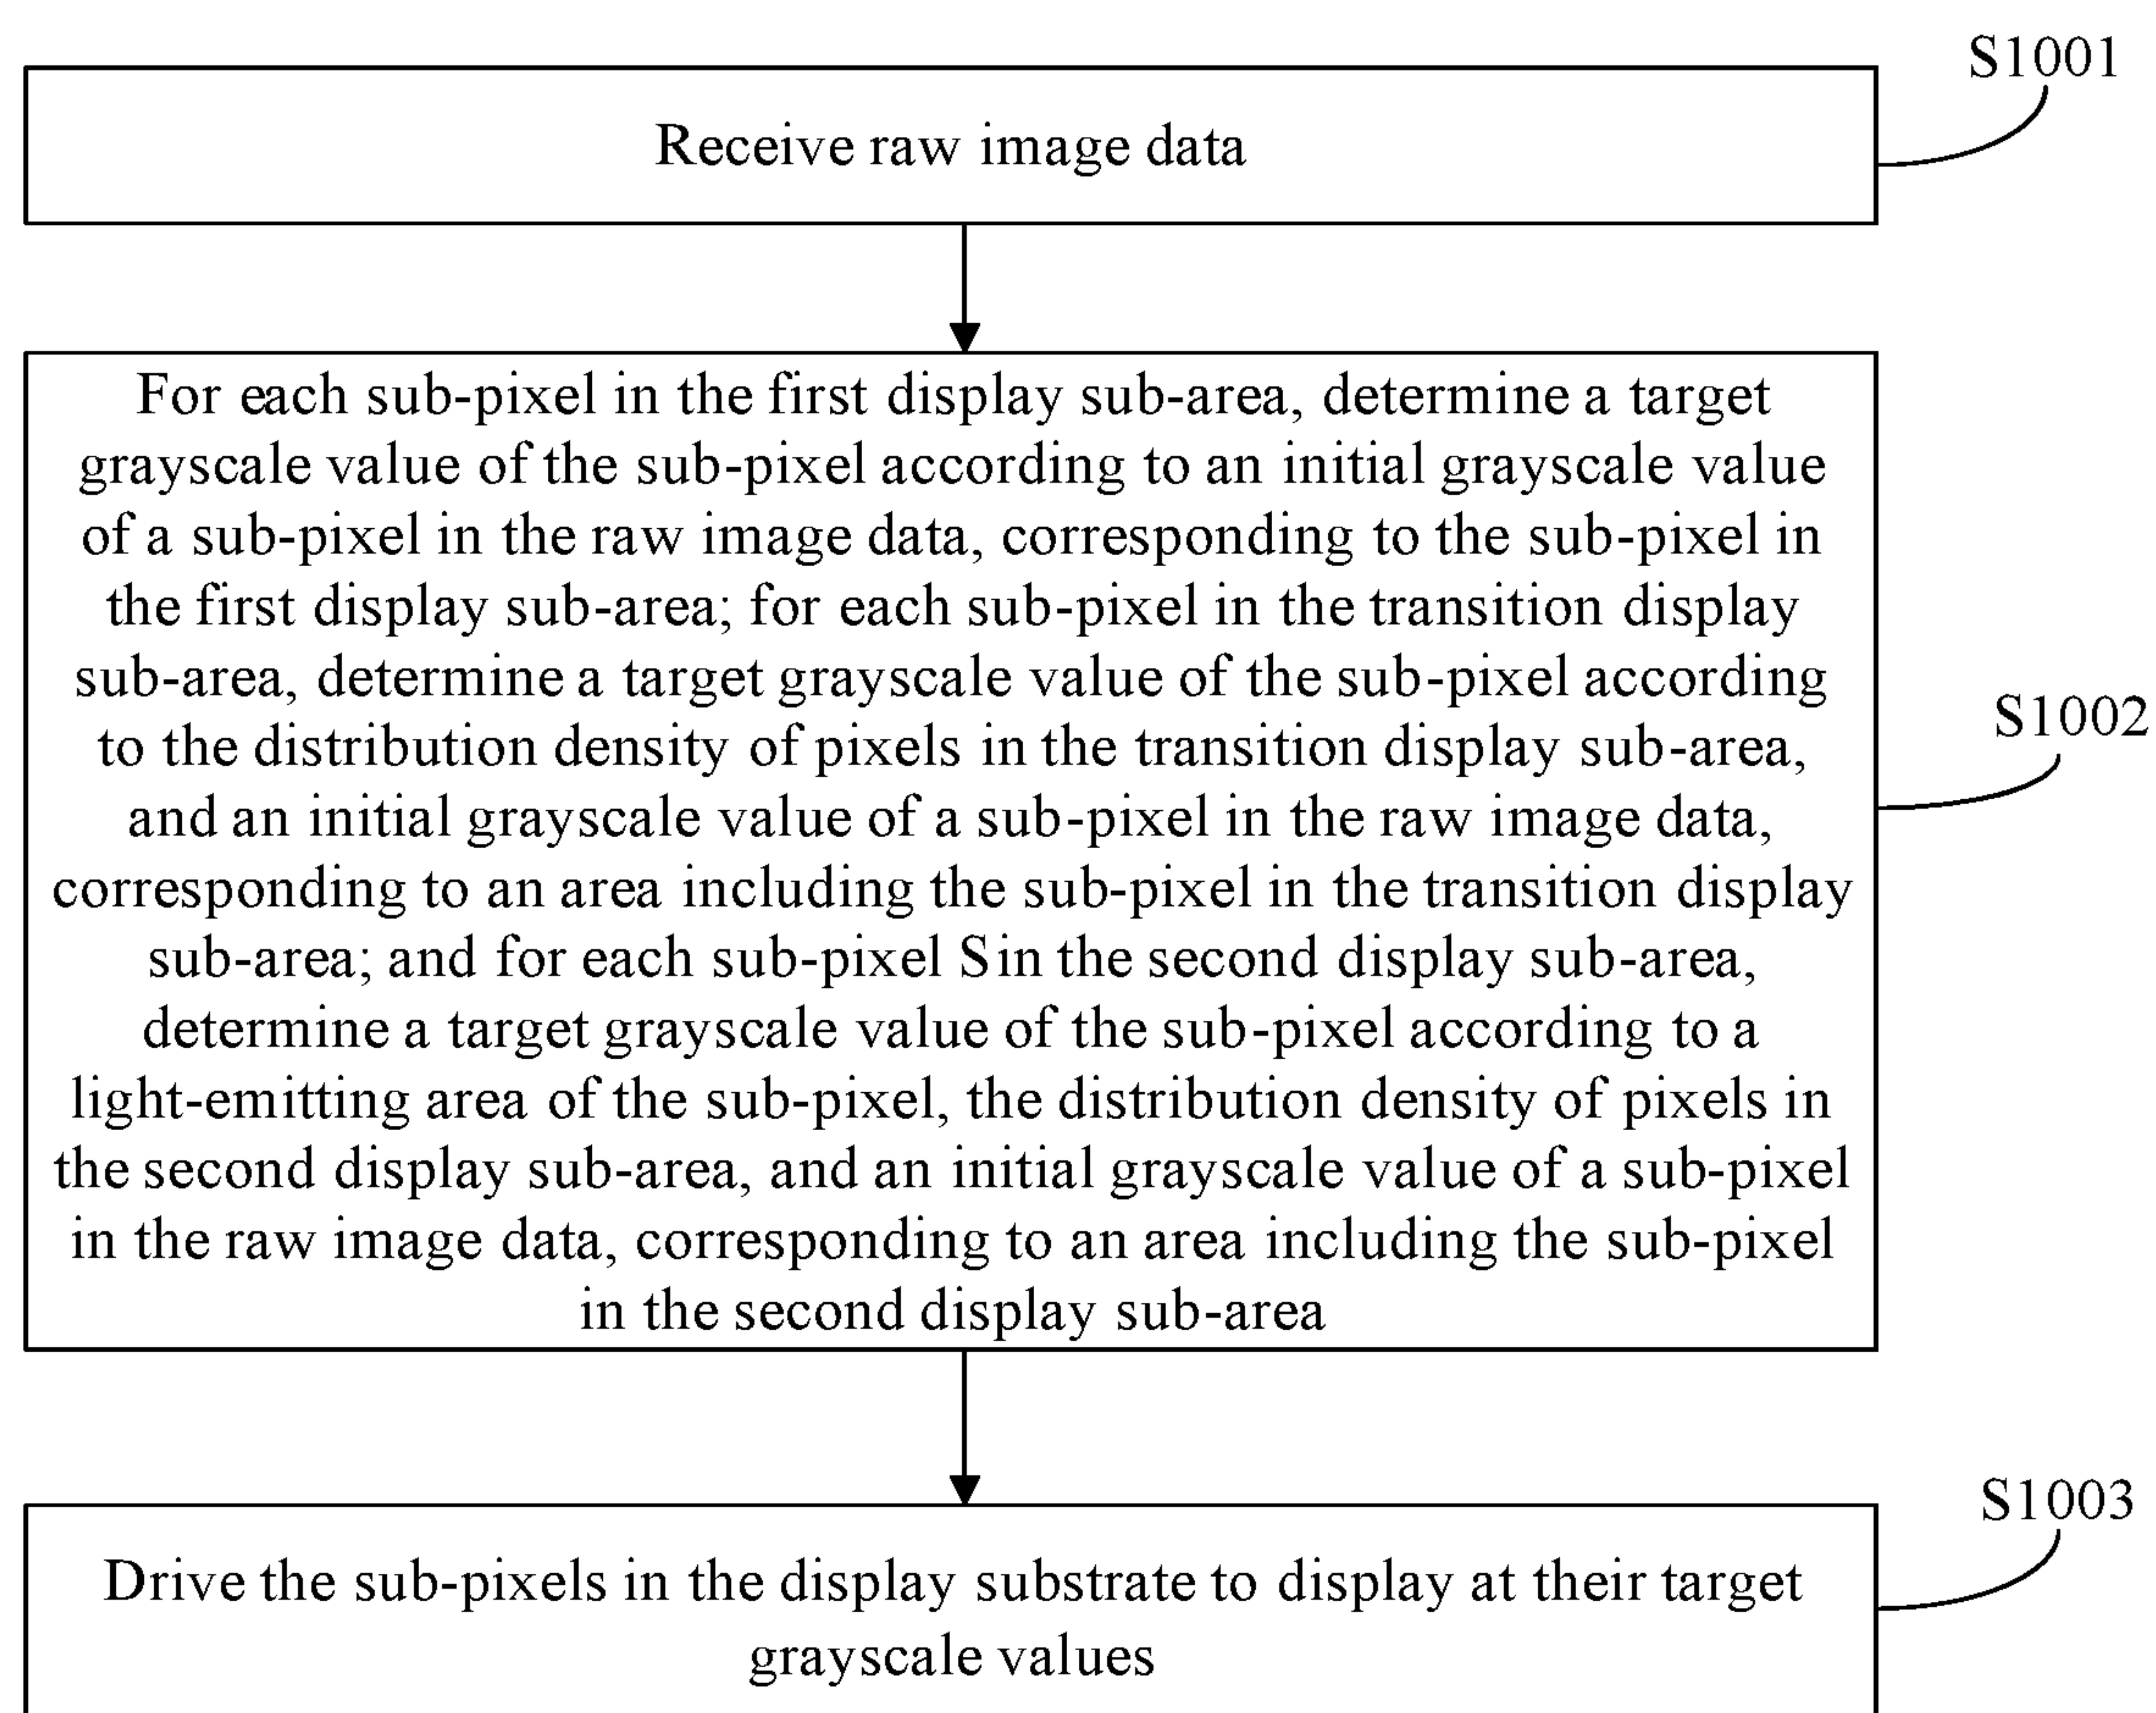 S1001
Receive raw image data
For each sub-pixel in the first display sub-area, determine a target
grayscale value of the sub-pixel according to an initial grayscale value
of a sub-pixel in the raw image data, corresponding to the sub-pixel in
the first display sub-area; for each sub-pixel in the transition display
sub-area, determine a target grayscale value of the sub-pixel according
to the distribution density of pixels in the transition display sub-area,
and an initial grayscale value of a sub-pixel in the raw image data,
corresponding to an area including the sub-pixel in the transition display
sub-area; and for each sub-pixel S in the second display sub-area,
determine a target grayscale value of the sub-pixel according to a
light-emitting area of the sub-pixel, the distribution density of pixels in
the second display sub-area, and an initial grayscale value of a sub-pixel
in the raw image data, corresponding to an area including the sub-pixel
in the second display sub-area
S1002
S1003
Drive the sub-pixels in the display substrate to display at their target
grayscale values